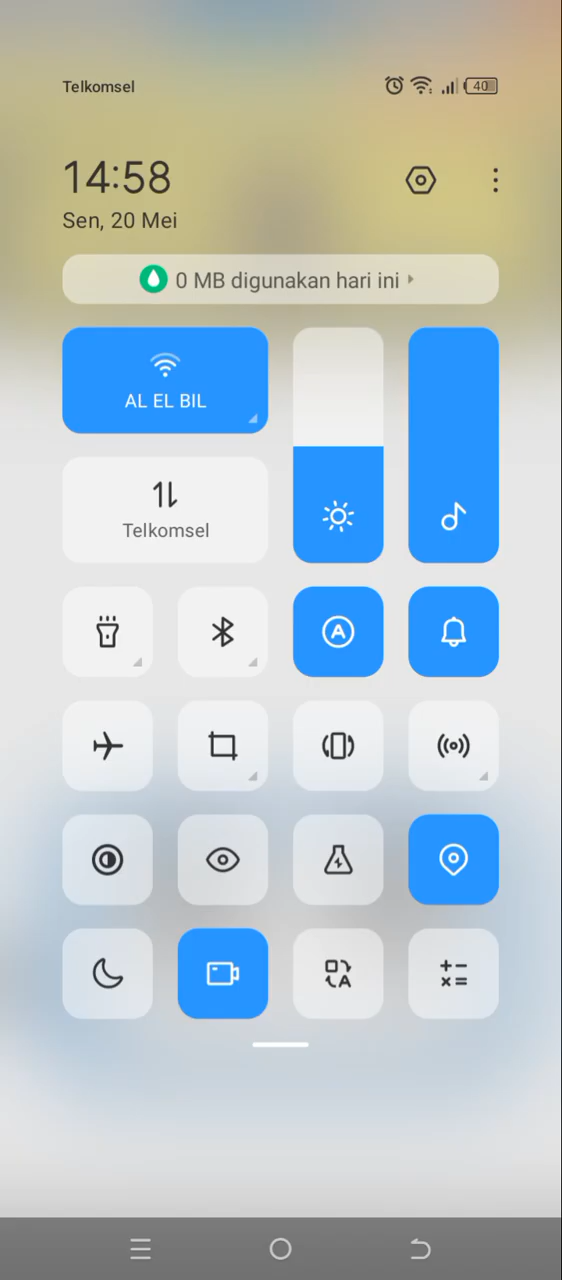 Telkomsel
40
14:58
Sen, 20 Mei
0 MB digunakan hari ini
AL EL BIL
Telkomsel